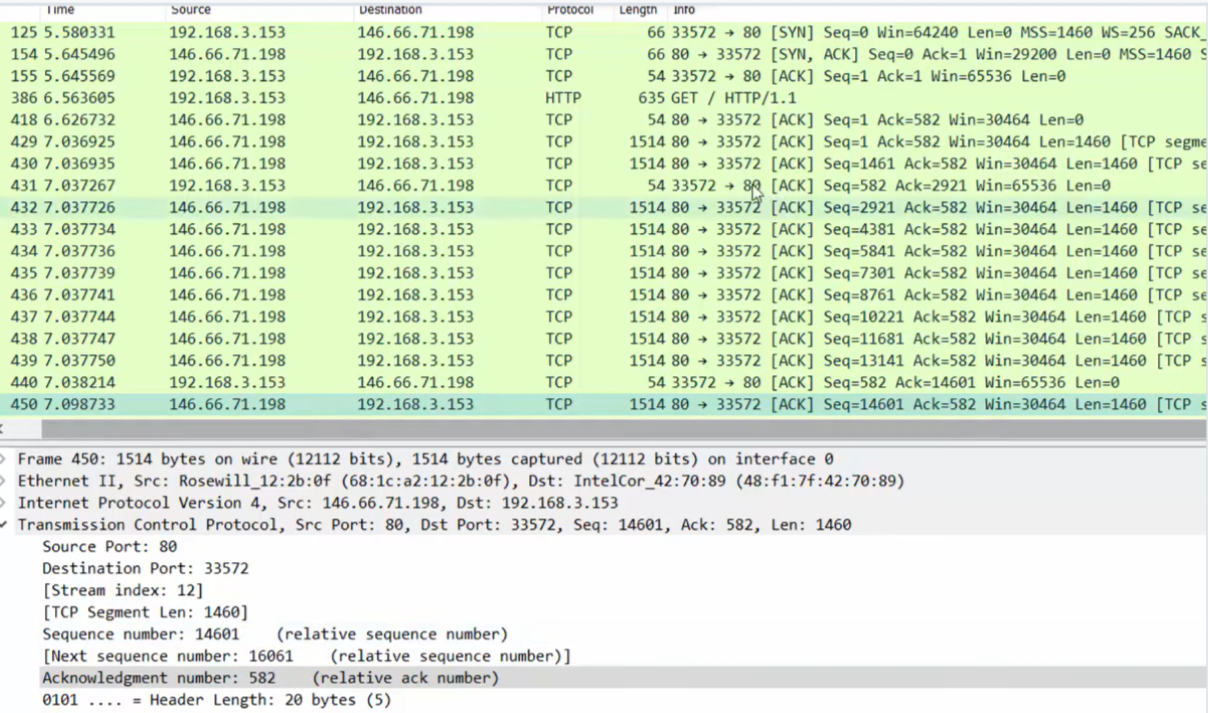 Time Source Destination Protocol Length Info
125 5.580331 192.168.3.153 146.66.71.198 TCP 66 33572 → 80 [SYN] Seq=0 Win=64240 Len=0 MSS=1460 WS=256 SACK_
154 5.645496 146.66.71.198 192.168.3.153 TCP 66 80 → 33572 [SYN, ACK] Seq=0 Ack=1 Win=29200 Len=0 MSS=1460 S
155 5.645569 192.168.3.153 146.66.71.198 TCP 54 33572 → 80 [ACK] Seq=1 Ack=1 Win=65536 Len=0
386 6.563605 192.168.3.153 146.66.71.198 HTTP 635 GET / HTTP/1.1
418 6.626732 146.66.71.198 192.168.3.153 TCP 54 80 → 33572 [ACK] Seq=1 Ack=582 Win=30464 Len=0
429 7.036925 146.66.71.198 192.168.3.153 TCP 1514 80 → 33572 [ACK] Seq=1 Ack=582 Win=30464 Len=1460 [TCP segme
430 7.036935 146.66.71.198 192.168.3.153 TCP 1514 80 → 33572 [ACK] Seq=1461 Ack=582 Win=30464 Len=1460 [TCP se
431 7.037267 192.168.3.153 146.66.71.198 TCP 54 33572 → 80 [ACK] Seq=582 Ack=2921 Win=65536 Len=0
432 7.037726 146.66.71.198 192.168.3.153 TCP 1514 80 → 33572 [ACK] Seq=2921 Ack=582 Win=30464 Len=1460 [TCP se
433 7.037734 146.66.71.198 192.168.3.153 TCP 1514 80 → 33572 [ACK] Seq=4381 Ack=582 Win=30464 Len=1460 [TCP se
434 7.037736 146.66.71.198 192.168.3.153 TCP 1514 80 → 33572 [ACK] Seq=5841 Ack=582 Win=30464 Len=1460 [TCP se
435 7.037739 146.66.71.198 192.168.3.153 TCP 1514 80 → 33572 [ACK] Seq=7301 Ack=582 Win=30464 Len=1460 [TCP se
436 7.037741 146.66.71.198 192.168.3.153 TCP 1514 80 → 33572 [ACK] Seq=8761 Ack=582 Win=30464 Len=1460 [TCP se
437 7.037744 146.66.71.198 192.168.3.153 TCP 1514 80 → 33572 [ACK] Seq=10221 Ack=582 Win=30464 Len=1460 [TCP s
438 7.037747 146.66.71.198 192.168.3.153 TCP 1514 80 → 33572 [ACK] Seq=11681 Ack=582 Win=30464 Len=1460 [TCP s
439 7.037750 146.66.71.198 192.168.3.153 TCP 1514 80 → 33572 [ACK] Seq=13141 Ack=582 Win=30464 Len=1460 [TCP s
440 7.038214 192.168.3.153 146.66.71.198 TCP 54 33572 → 80 [ACK] Seq=582 Ack=14601 Win=65536 Len=0
450 7.098733 146.66.71.198 192.168.3.153 TCP 1514 80 → 33572 [ACK] Seq=14601 Ack=582 Win=30464 Len=1460 [TCP s
Frame 450: 1514 bytes on wire (12112 bits), 1514 bytes captured (12112 bits) on interface 0
Ethernet II, Src: Rosewill_12:2b:0f (68:1c:a2:12:2b:0f), Dst: IntelCor_42:70:89 (48:f1:7f:42:70:89)
Internet Protocol Version 4, Src: 146.66.71.198, Dst: 192.168.3.153
Transmission Control Protocol, Src Port: 80, Dst Port: 33572, Seq: 14601, Ack: 582, Len: 1460
Source Port: 80
Destination Port: 33572
[Stream index: 12]
[TCP Segment Len: 1460]
Sequence number: 14601 (relative sequence number)
[Next sequence number: 16061 (relative sequence number)]
Acknowledgment number: 582 (relative ack number)
0101 .... = Header Length: 20 bytes (5)